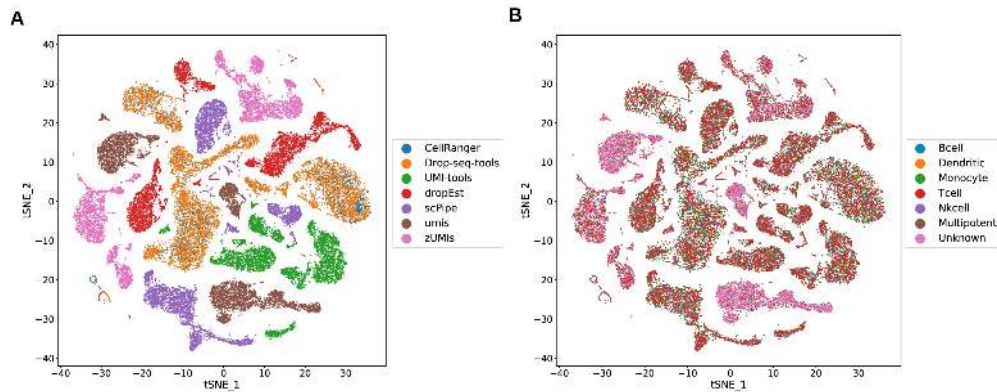 A
40
30
20
10
0
−10
−20
−30
−40
tSNE_2
−40 −30 −20 −10 0 10 20 30
tSNE_1
CellRanger
Drop-seq-tools
UMI-tools
dropEst
scPipe
umis
zUMIs
B
40
30
20
10
0
−10
−20
−30
−40
tSNE_2
−40 −30 −20 −10 0 10 20 30
tSNE_1
Bcell
Dendritic
Monocyte
Tcell
Nkcell
Multipotent
Unknown